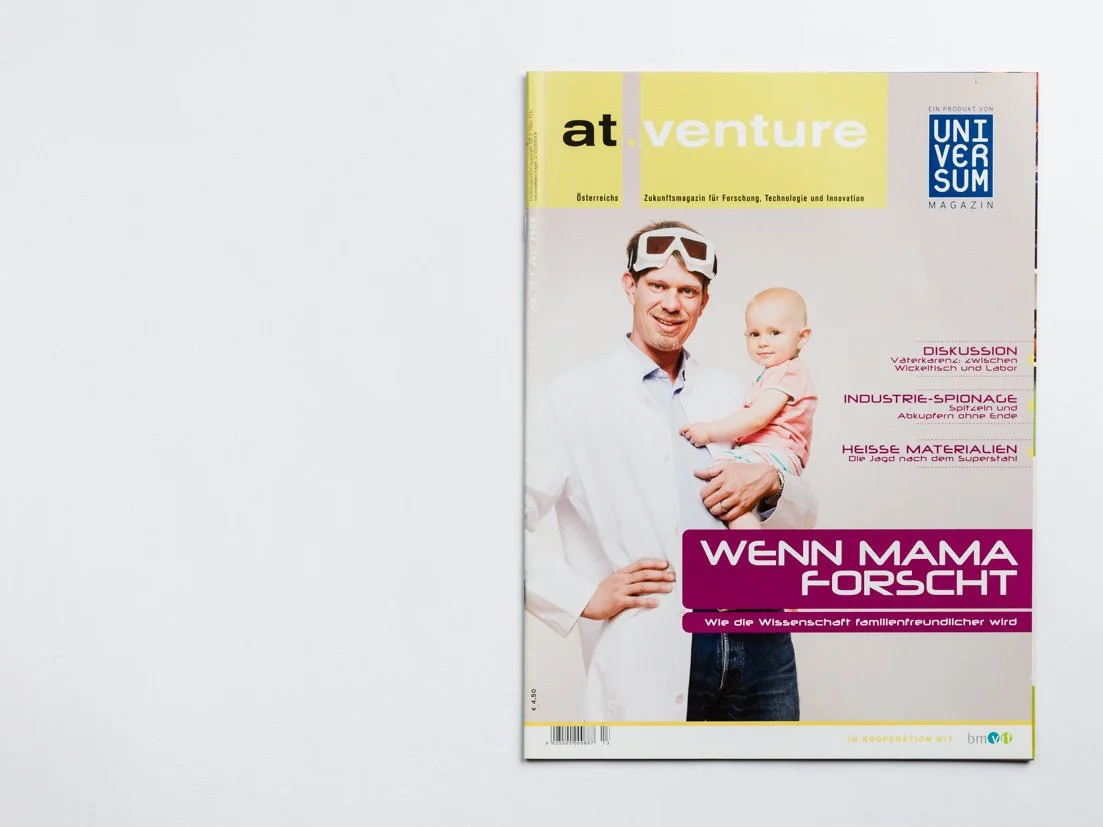 at.venture
Österreichs Zukunftsmagazin für Forschung, Technologie und Innovation
EIN PRODUKT VON
UNI
VER
SUM
MAGAZIN
DISKUSSION
Väterkarenz: zwischen
Wickeltisch und Labor
INDUSTRIE-SPIONAGE
Spitzeln und
Abkupfern ohne Ende
HEISSE MATERIALIEN
Die Jagd nach dem Superstahl
WENN MAMA
FORSCHT
Wie die Wissenschaft familienfreundlicher wird
€ 4,50
IN KOOPERATION MIT bmvit